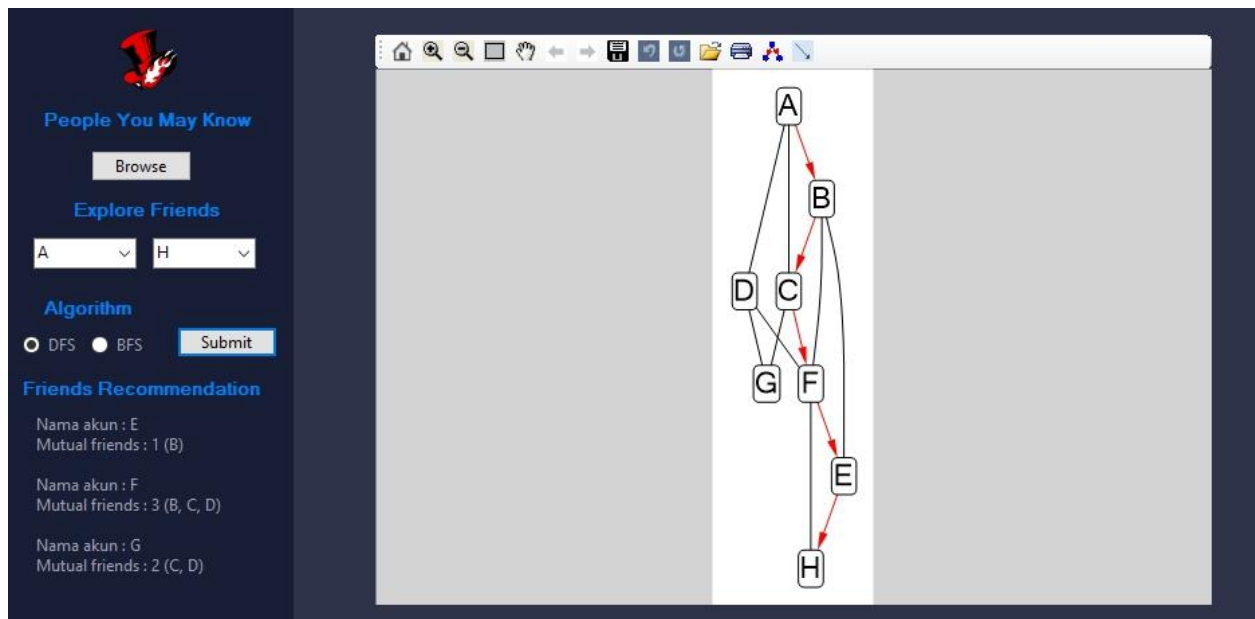 People You May Know
Browse
Explore Friends
A H
Algorithm
DFS BFS Submit
Friends Recommendation
Nama akun : E
Mutual friends : 1 (B)
Nama akun : F
Mutual friends : 3 (B, C, D)
Nama akun : G
Mutual friends : 2 (C, D)
A
B
D C
G F
E
H